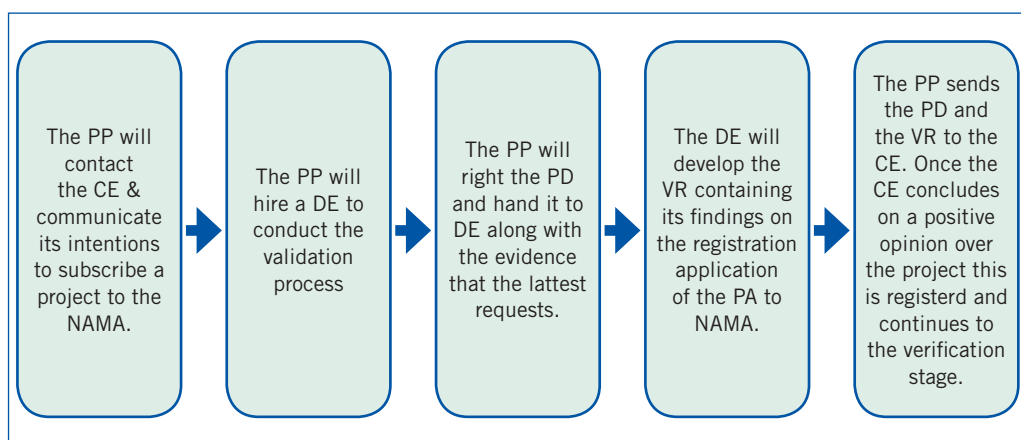 The PP will
contact
the CE &
communicate
its intentions
to subscribe a
project to the
NAMA.
The PP will
hire a DE to
conduct the
validation
process
The PP will
right the PD
and hand it to
DE along with
the evidence
that the lattest
requests.
The DE will
develop the
VR containing
its findings on
the registration
application
of the PA to
NAMA.
The PP sends
the PD and
the VR to the
CE. Once the
CE concludes
on a positive
opinion over
the project this
is registerd and
continues to
the verification
stage.